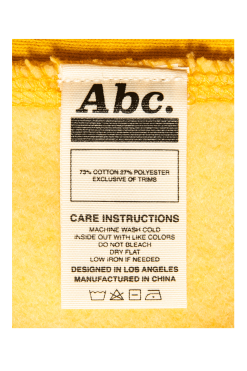 Abc.
73% COTTON 27% POLYESTER
EXCLUSIVE OF TRIMS
CARE INSTRUCTIONS
MACHINE WASH COLD
INSIDE OUT WITH LIKE COLORS
DO NOT BLEACH
DRY FLAT
LOW IRON IF NEEDED
DESIGNED IN LOS ANGELES
MANUFACTURED IN CHINA